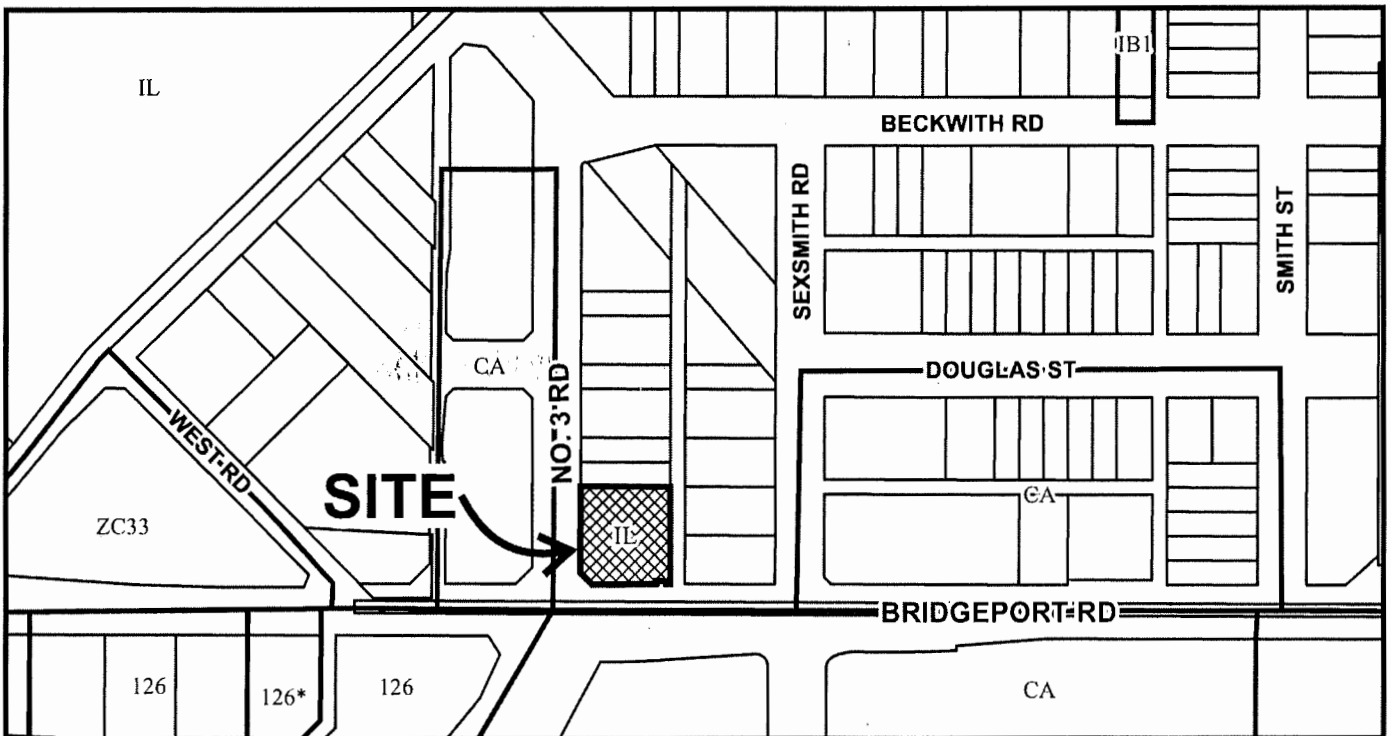 IL
IB1
BECKWITH RD
SEXSMITH RD
SMITH ST
CA
NO. 3 RD
DOUGLAS ST
WEST RD
SITE
ZC33
IL
CA
BRIDGEPORT RD
126
126*
126
CA